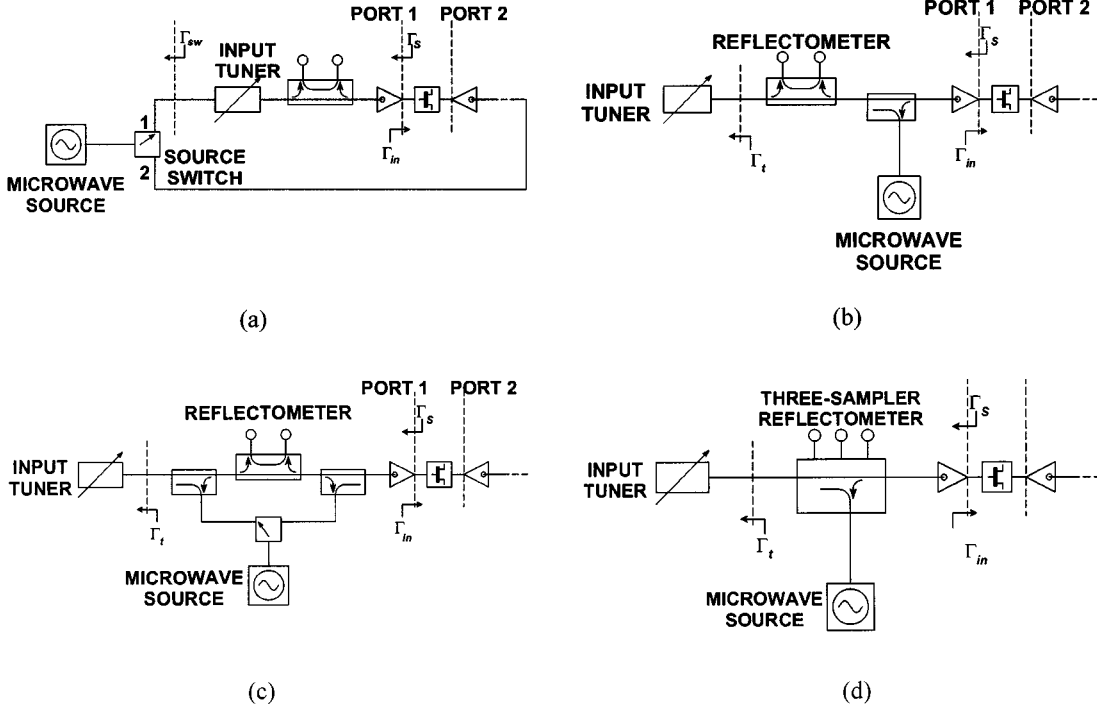 PORT 1 PORT 2
Γsw
Γs
INPUT
TUNER
Γin
1
2
SOURCE
SWITCH
MICROWAVE
SOURCE
(a)
PORT 1 PORT 2
REFLECTOMETER
Γs
INPUT
TUNER
Γt
Γin
MICROWAVE
SOURCE
(b)
PORT 1 PORT 2
REFLECTOMETER
ΓS
INPUT
TUNER
Γt
Γin
MICROWAVE
SOURCE
(c)
THREE-SAMPLER
REFLECTOMETER
Γs
INPUT
TUNER
Γt
Γin
MICROWAVE
SOURCE
(d)